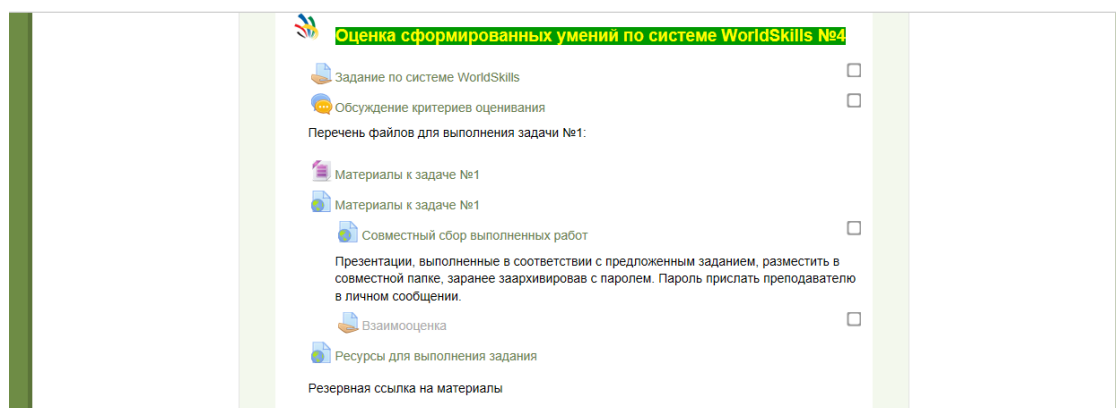 Оценка сформированных умений по системе WorldSkills №4
Задание по системе WorldSkills
Обсуждение критериев оценивания
Перечень файлов для выполнения задачи №1:
Материалы к задаче №1
Материалы к задаче №1
Совместный сбор выполненных работ
Презентации, выполненные в соответствии с предложенным заданием, разместить в
совместной папке, заранее заархивировав с паролем. Пароль прислать преподавателю
в личном сообщении.
Взаимооценка
Ресурсы для выполнения задания
Резервная ссылка на материалы